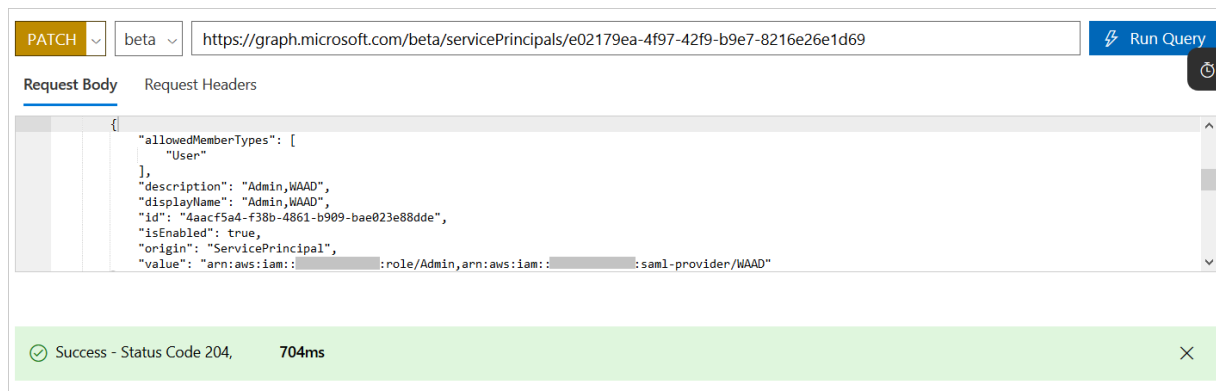 PATCH beta https://graph.microsoft.com/beta/servicePrincipals/e02179ea-4f97-42f9-b9e7-8216e26e1d69 Run Query
Request Body Request Headers
{
"allowedMemberTypes": [
"User"
],
"description": "Admin,WAAD",
"displayName": "Admin,WAAD",
"id": "4aacf5a4-f38b-4861-b909-bae023e88dde",
"isEnabled": true,
"origin": "ServicePrincipal",
"value": "arn:aws:iam:: :role/Admin,arn:aws:iam:: :saml-provider/WAAD"
Success - Status Code 204, 704ms